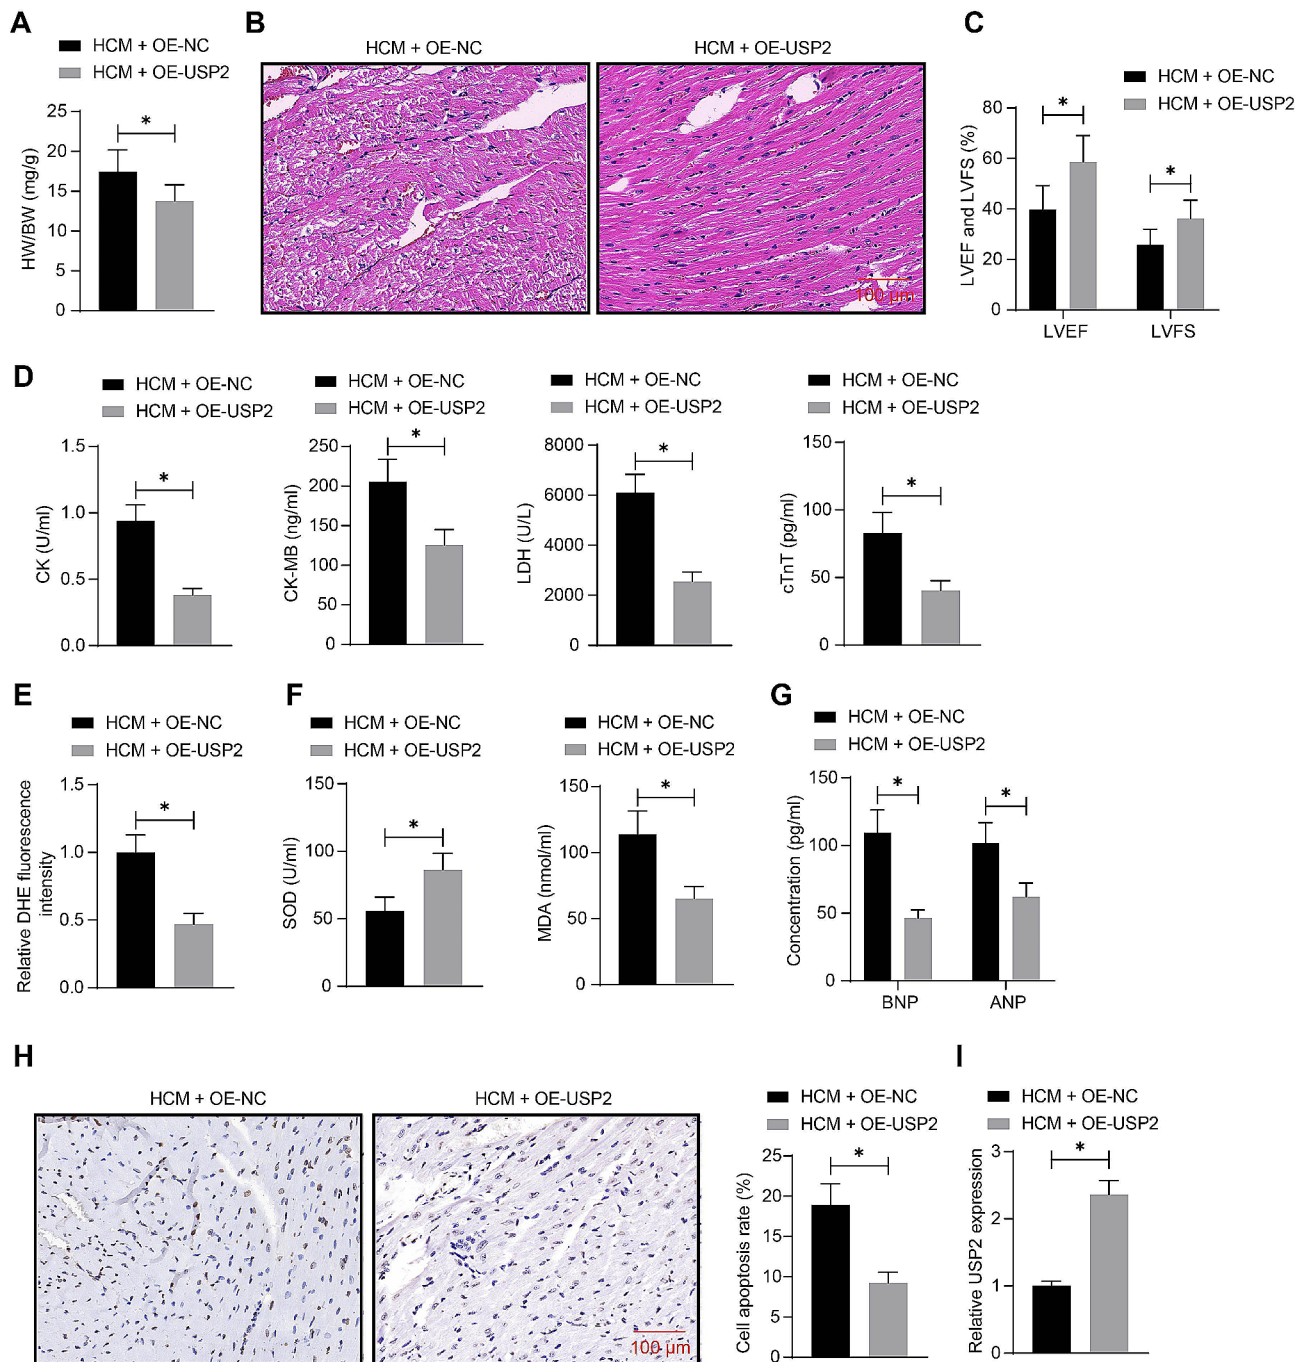 A
HCM + OE-NC
HCM + OE-USP2
HW/BW (mg/g)
25
20
15
10
5
0
*
B
HCM + OE-NC
HCM + OE-USP2
100 μm
C
HCM + OE-NC
HCM + OE-USP2
LVEF and LVFS (%)
80
60
40
20
0
*
*
LVEF
LVFS
D
HCM + OE-NC
HCM + OE-USP2
CK (U/ml)
1.5
1.0
0.5
0.0
*
HCM + OE-NC
HCM + OE-USP2
CK-MB (ng/ml)
250
200
150
100
50
0
*
HCM + OE-NC
HCM + OE-USP2
LDH (U/L)
8000
6000
4000
2000
0
*
HCM + OE-NC
HCM + OE-USP2
cTnT (pg/ml)
150
100
50
0
*
E
HCM + OE-NC
HCM + OE-USP2
Relative DHE fluorescence
intensity
1.5
1.0
0.5
0.0
*
F
HCM + OE-NC
HCM + OE-USP2
SOD (U/ml)
150
100
50
0
*
HCM + OE-NC
HCM + OE-USP2
MDA (nmol/ml)
150
100
50
0
*
G
HCM + OE-NC
HCM + OE-USP2
Concentration (pg/ml)
150
100
50
0
*
*
BNP
ANP
H
HCM + OE-NC
HCM + OE-USP2
100 μm
HCM + OE-NC
HCM + OE-USP2
Cell apoptosis rate (%)
25
20
15
10
5
0
*
I
HCM + OE-NC
HCM + OE-USP2
Relative USP2 expression
3
2
1
0
*